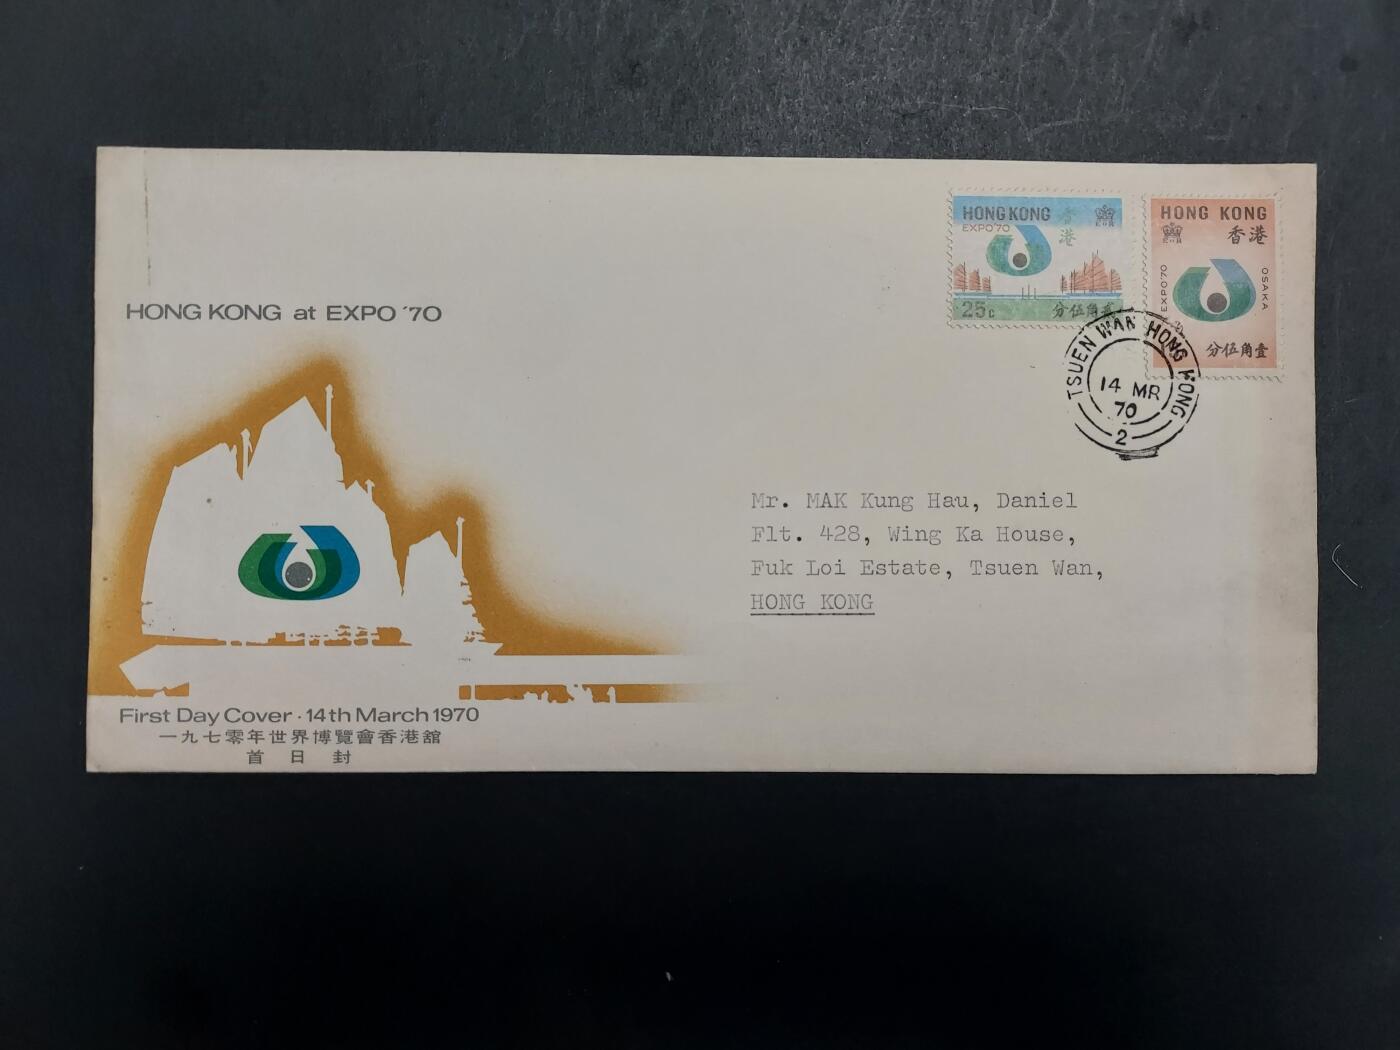 HONG KONG 香港
EXPO'70
25c 分伍角貳
HONG KONG
香港
EXPO'70
OSAKA
分伍角壹
TSUEN WAN HONG KONG
14 MR
70
2
HONG KONG at EXPO '70
Mr. MAK Kung Hau, Daniel
Flt. 428, Wing Ka House,
Fuk Loi Estate, Tsuen Wan,
HONG KONG
First Day Cover · 14th March 1970
一九七零年世界博覽會香港舘
首日封